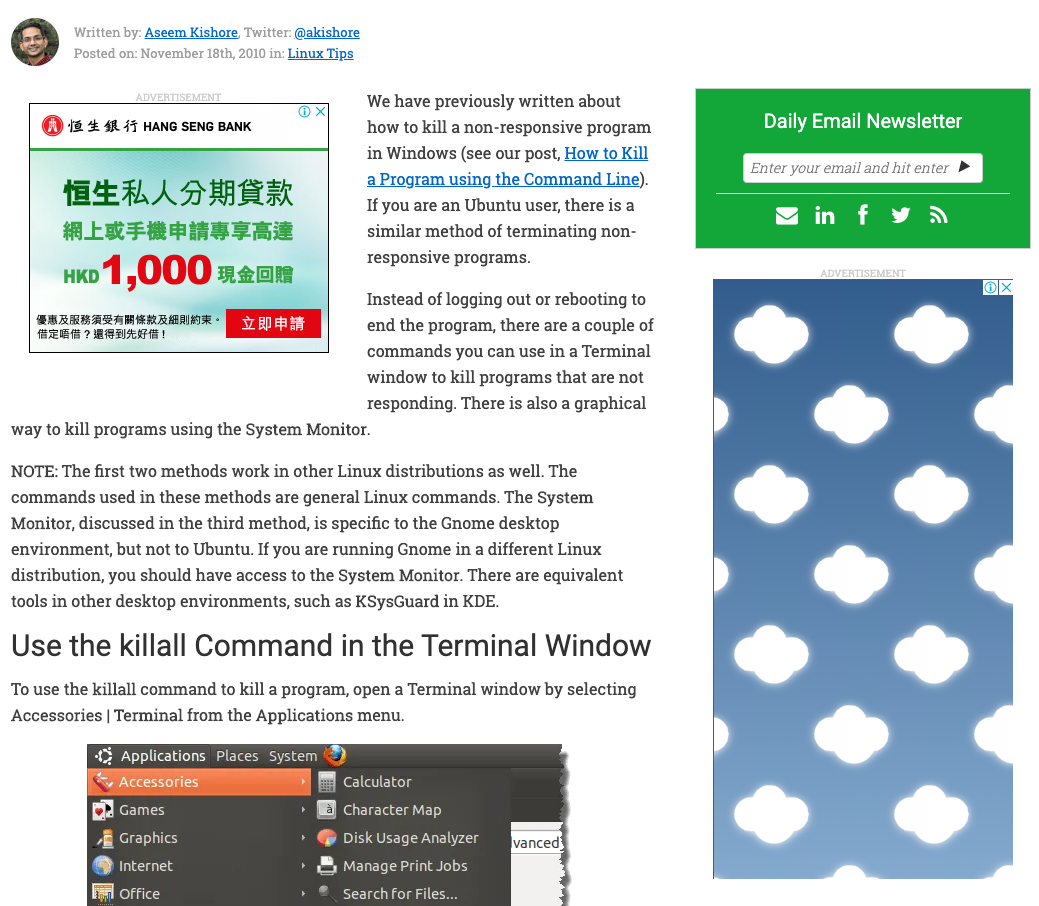 Written by: Aseem Kishore, Twitter: @akishore
Posted on: November 18th, 2010 in: Linux Tips
ADVERTISEMENT
恒生銀行 HANG SENG BANK
恒生私人分期貸款
網上或手機申請專享高達
HKD1,000現金回贈
優惠及服務須受有關條款及細則約束。
借定唔借？還得到先好借！
立即申請
We have previously written about
how to kill a non-responsive program
in Windows (see our post, How to Kill
a Program using the Command Line).
If you are an Ubuntu user, there is a
similar method of terminating non-
responsive programs.
Instead of logging out or rebooting to
end the program, there are a couple of
commands you can use in a Terminal
window to kill programs that are not
responding. There is also a graphical
way to kill programs using the System Monitor.
NOTE: The first two methods work in other Linux distributions as well. The
commands used in these methods are general Linux commands. The System
Monitor, discussed in the third method, is specific to the Gnome desktop
environment, but not to Ubuntu. If you are running Gnome in a different Linux
distribution, you should have access to the System Monitor. There are equivalent
tools in other desktop environments, such as KSysGuard in KDE.
Use the killall Command in the Terminal Window
To use the killall command to kill a program, open a Terminal window by selecting
Accessories | Terminal from the Applications menu.
Applications Places System
Accessories
Games
Graphics
Internet
Office
Calculator
Character Map
Disk Usage Analyzer
Manage Print Jobs
Search for Files...
lvanced
Daily Email Newsletter
Enter your email and hit enter
ADVERTISEMENT